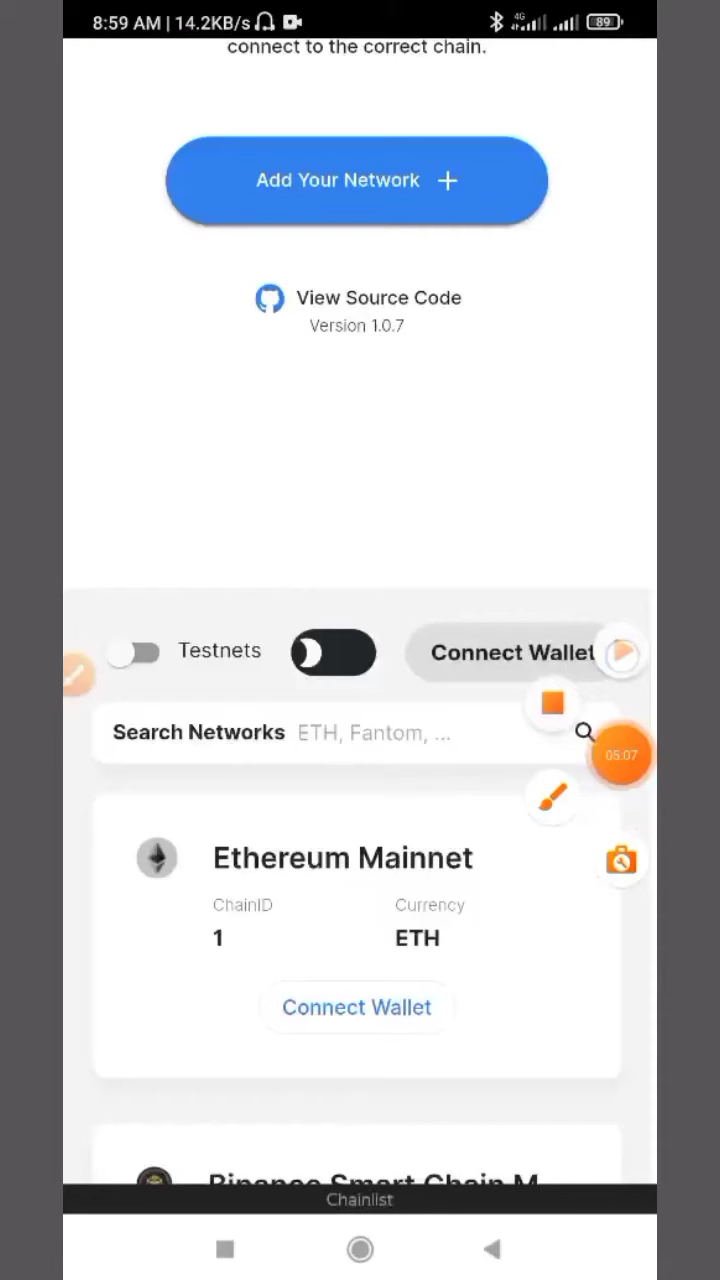 8:59 AM | 14.2KB/s 4G 89
connect to the correct chain.
Add Your Network
View Source Code
Version 1.0.7
Testnets
Connect Wallet
Search Networks ETH, Fantom, ...
05:07
Ethereum Mainnet
ChainID Currency
1 ETH
Connect Wallet
Binance Smart Chain M
Chainlist